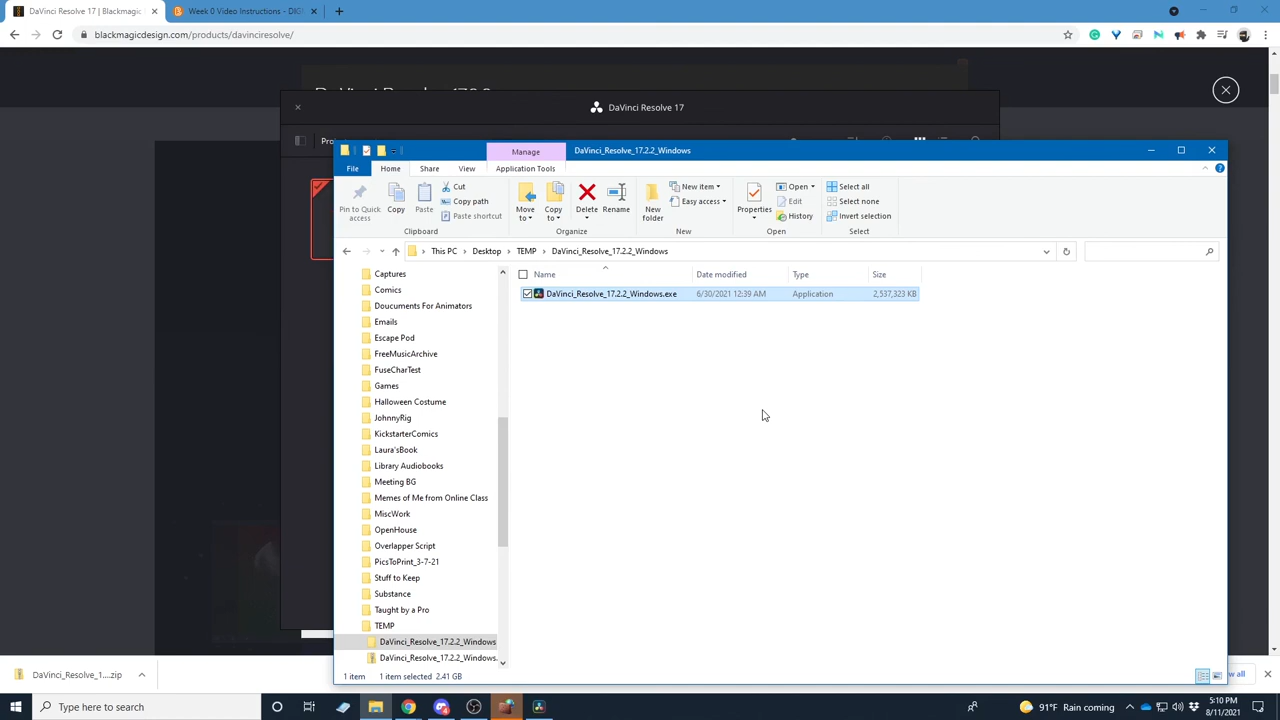 DaVinci Resolve 17 | Blackmagic
Week 0 Video Instructions - DIGI
blackmagicdesign.com/products/davinciresolve/
DaVinci Resolve 17
Manage
DaVinci_Resolve_17.2.2_Windows
File
Home
Share
View
Application Tools
Pin to Quick access
Copy
Paste
Cut
Copy path
Paste shortcut
Move to
Copy to
Delete
Rename
New folder
New item
Easy access
Properties
Open
Edit
History
Select all
Select none
Invert selection
Clipboard
Organize
New
Open
Select
This PC
Desktop
TEMP
DaVinci_Resolve_17.2.2_Windows
Name
Date modified
Type
Size
DaVinci_Resolve_17.2.2_Windows.exe
6/30/2021 12:39 AM
Application
2,537,323 KB
Captures
Comics
Doucuments For Animators
Emails
Escape Pod
FreeMusicArchive
FuseCharTest
Games
Halloween Costume
JohnnyRig
KickstarterComics
Laura'sBook
Library Audiobooks
Meeting BG
Memes of Me from Online Class
MiscWork
OpenHouse
Overlapper Script
PicsToPrint_3-7-21
Stuff to Keep
Substance
Taught by a Pro
TEMP
DaVinci_Resolve_17.2.2_Windows
DaVinci_Resolve_17.2.2_Windows.
1 item
1 item selected 2.41 GB
DaVinci_Resolve_1....zip
w all
Type here to search
91°F Rain coming
5:10 PM
8/11/2021